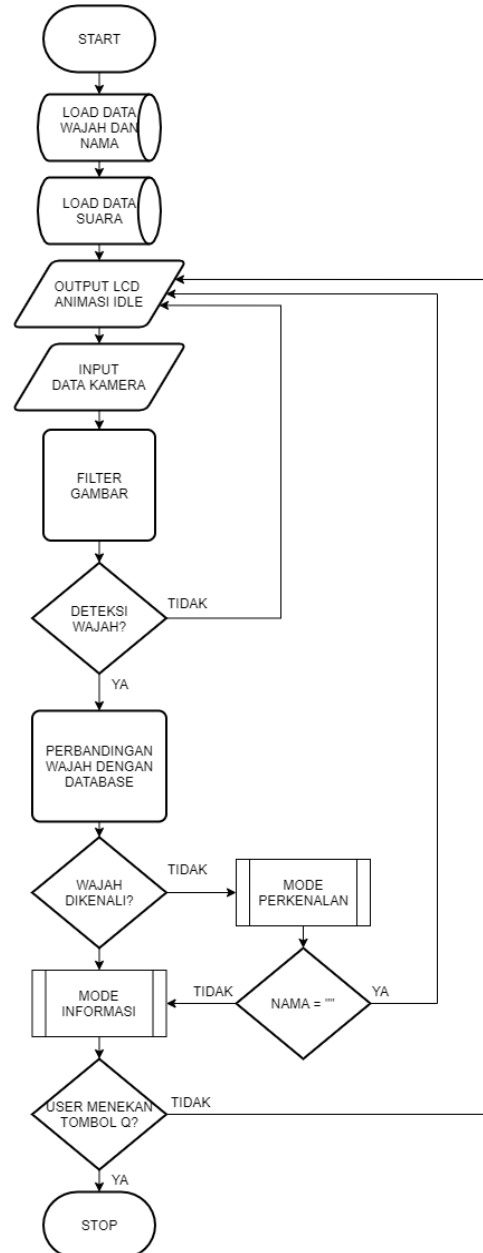 START
LOAD DATA
WAJAH DAN
NAMA
LOAD DATA
SUARA
OUTPUT LCD
ANIMASI IDLE
INPUT
DATA KAMERA
FILTER
GAMBAR
DETEKSI
WAJAH?
TIDAK
YA
PERBANDINGAN
WAJAH DENGAN
DATABASE
WAJAH
DIKENALI?
TIDAK
MODE
PERKENALAN
NAMA = ""
YA
TIDAK
MODE
INFORMASI
USER MENEKAN
TOMBOL Q?
TIDAK
YA
STOP